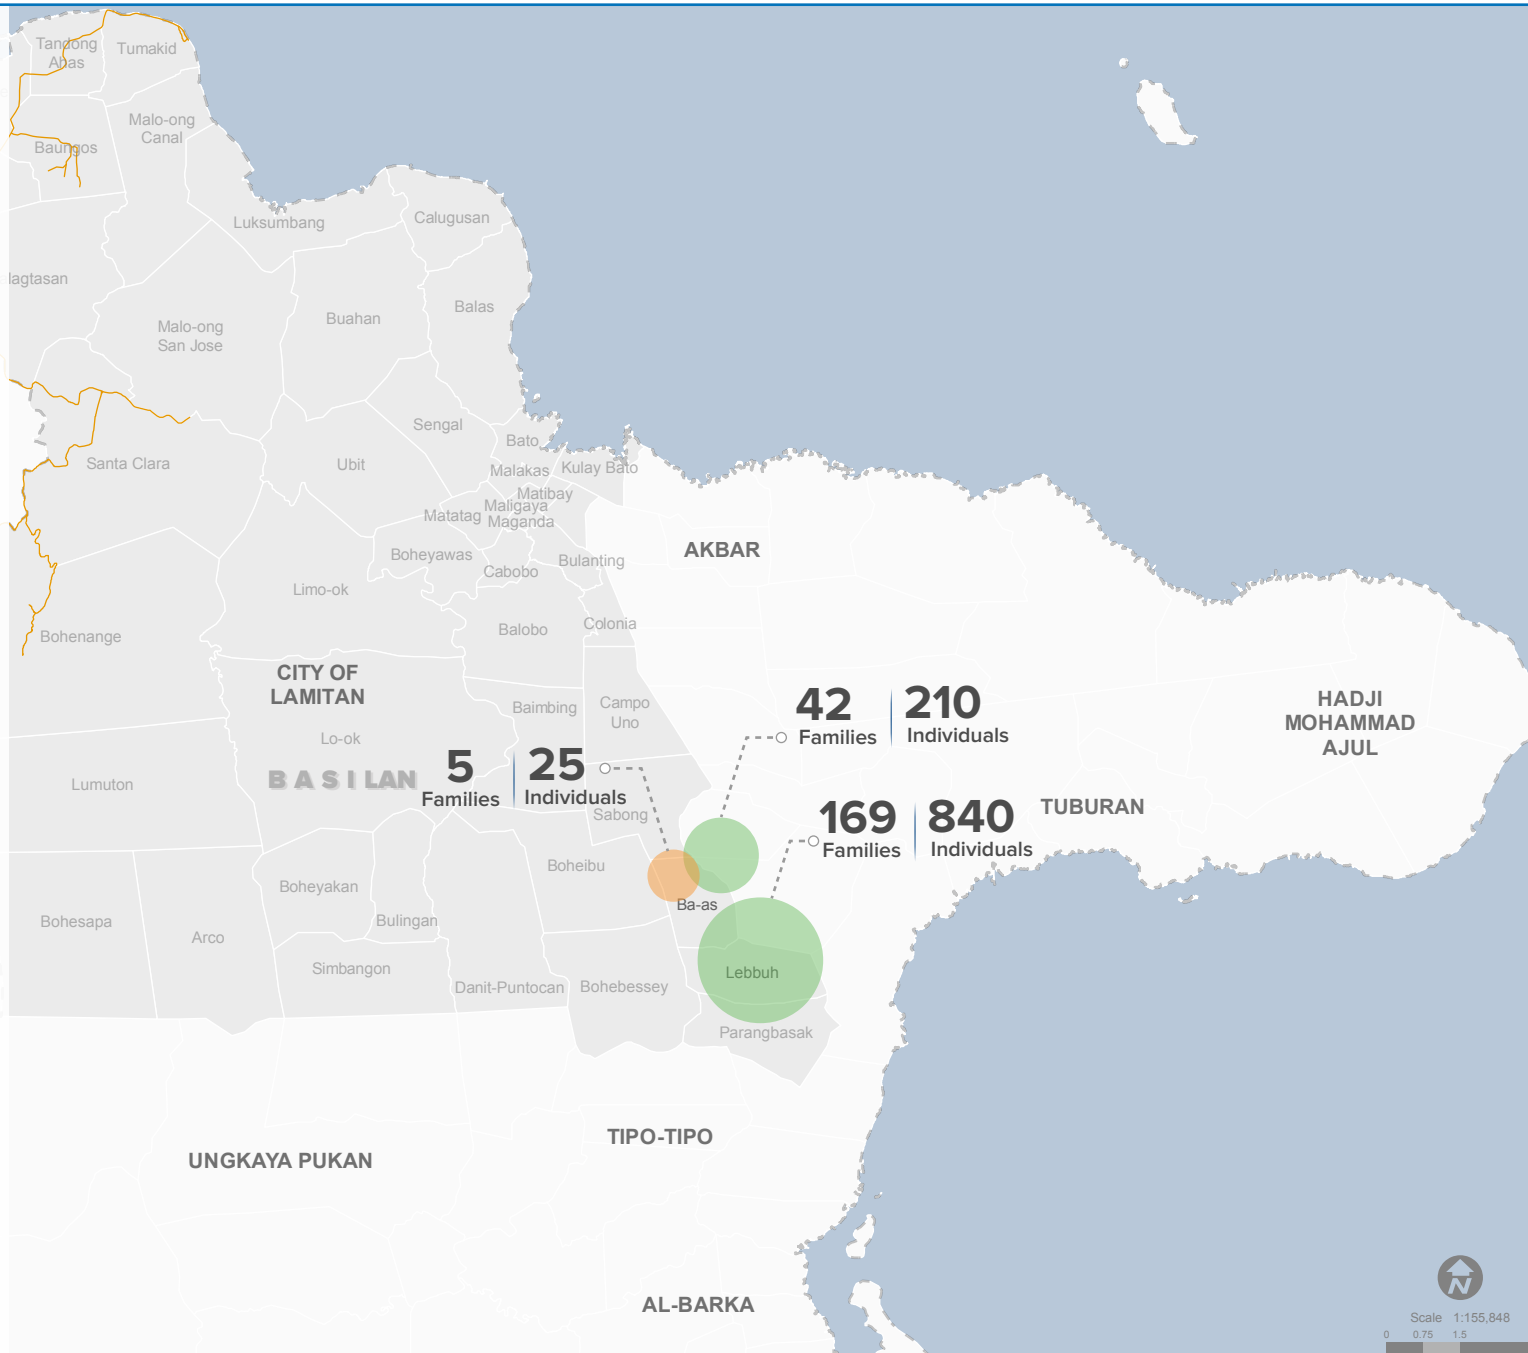 Tandong
Ahas
Tumakid
Malo-ong
Canal
Baungos
Luksumbang
Calugusan
lagtasan
Balas
Buahan
Malo-ong
San Jose
Sengal
Bato
Santa Clara
Ubit
Malakas
Kulay Bato
Matibay
Maligaya
Matatag
Maganda
AKBAR
Boheyawas
Bulanting
Cabobo
Limo-ok
Colonia
Balobo
Bohenange
CITY OF
LAMITAN
Baimbing
Campo
Uno
42
Families
210
Individuals
HADJI
MOHAMMAD
AJUL
Lo-ok
5
Families
25
Individuals
BASILAN
Lumuton
Sabong
169
Families
840
Individuals
TUBURAN
Boheibu
Boheyakan
Ba-as
Bohesapa
Bulingan
Arco
Simbangon
Lebbuh
Danit-Puntocan
Bohebessey
Parangbasak
TIPO-TIPO
UNGKAYA PUKAN
AL-BARKA
N
Scale 1:155,848
0 0.75 1.5